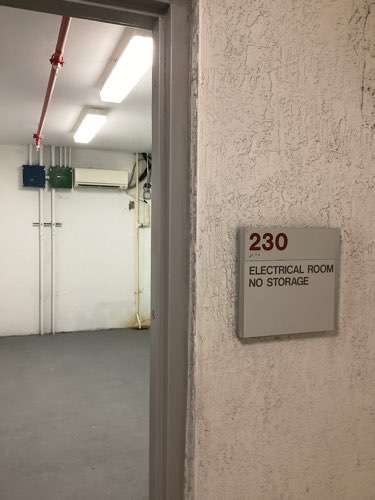 230
ELECTRICAL ROOM
NO STORAGE